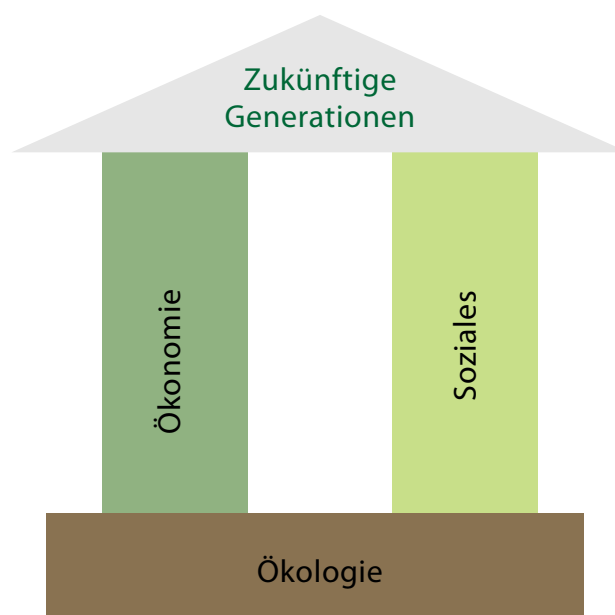 Zukünftige
Generationen
Ökonomie
Soziales
Ökologie